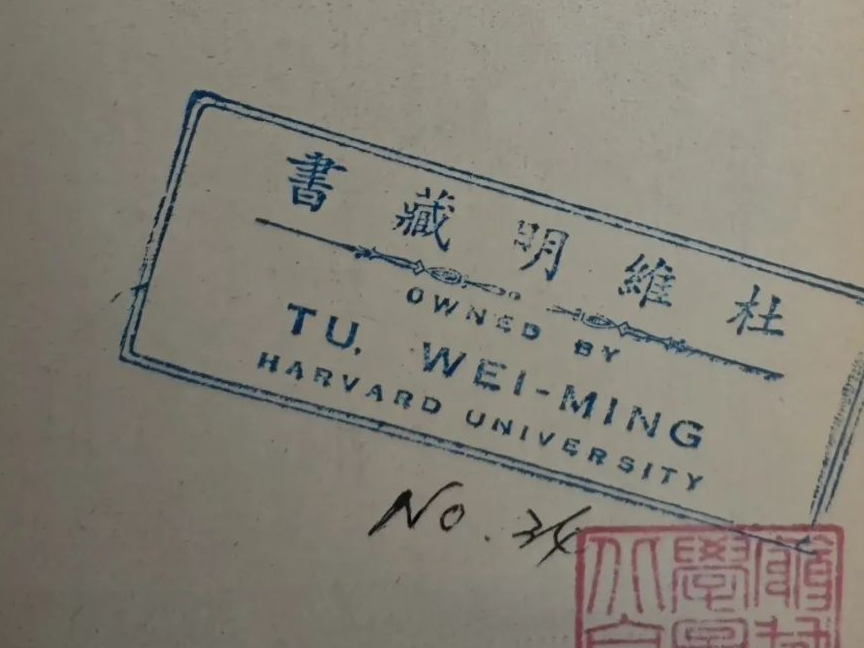 杜維明藏書
OWNED BY
TU, WEI-MING
HARVARD UNIVERSITY
No. 34